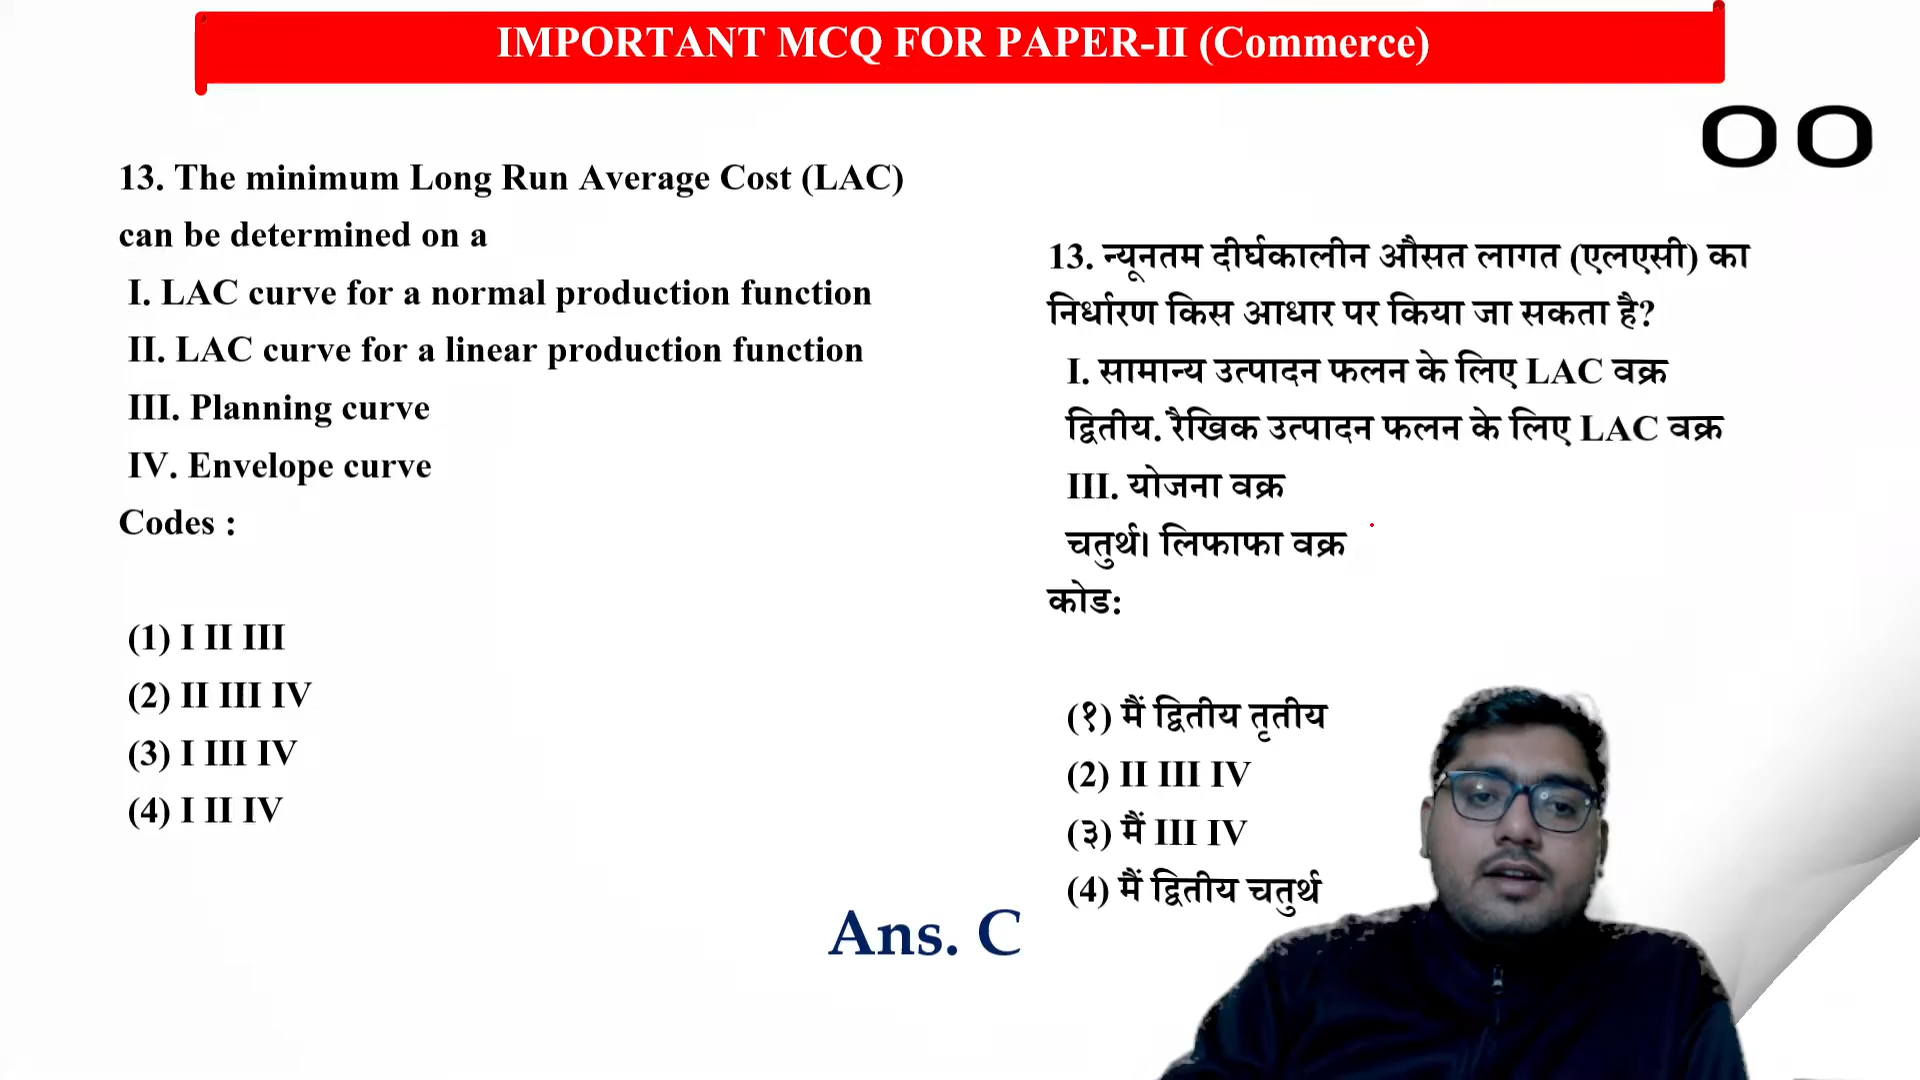 IMPORTANT MCQ FOR PAPER-II (Commerce)
00
13. The minimum Long Run Average Cost (LAC)
can be determined on a
I. LAC curve for a normal production function
II. LAC curve for a linear production function
III. Planning curve
IV. Envelope curve
Codes :
(1) I II III
(2) II III IV
(3) I III IV
(4) I II IV
13. न्यूनतम दीर्घकालीन औसत लागत (एलएसी) का
निर्धारण किस आधार पर किया जा सकता है?
I. सामान्य उत्पादन फलन के लिए LAC वक्र
द्वितीय. रैखिक उत्पादन फलन के लिए LAC वक्र
III. योजना वक्र
चतुर्थ। लिफाफा वक्र
कोड:
(१) मैं द्वितीय तृतीय
(2) II III IV
(३) मैं III IV
(4) मैं द्वितीय चतुर्थ
Ans. C